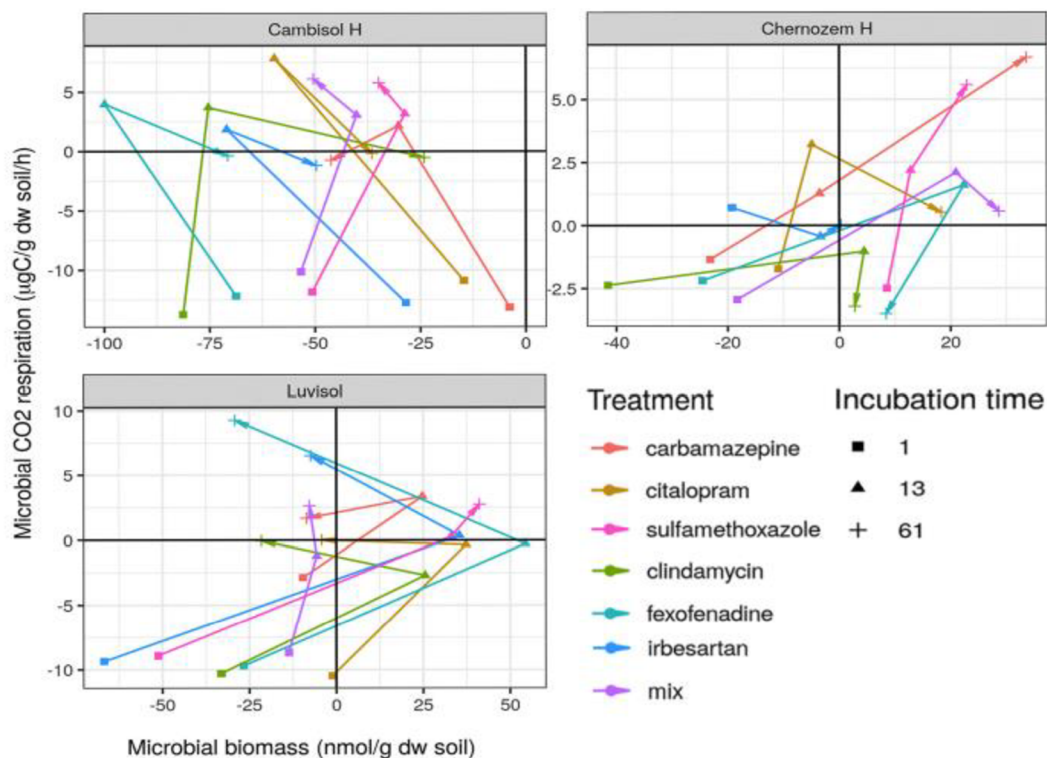 Cambisol H
5
0
-5
-10
-100
-75
-50
-25
0
Chernozem H
5.0
2.5
0.0
-2.5
-40
-20
0
20
Microbial CO2 respiration (µgC/g dw soil/h)
Luvisol
10
5
0
-5
-10
-50
-25
0
25
50
Microbial biomass (nmol/g dw soil)
Treatment
carbamazepine
citalopram
sulfamethoxazole
clindamycin
fexofenadine
irbesartan
mix
Incubation time
1
13
61